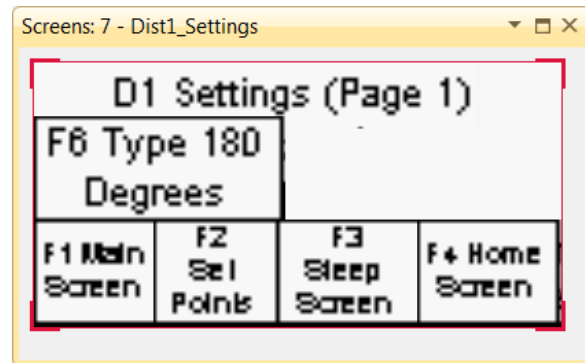 Screens: 7 - Dist1_Settings
D1 Settings (Page 1)
F6 Type 180
Degrees
F1 Main
Screen
F2
Set
Points
F3
Sleep
Screen
F4 Home
Screen